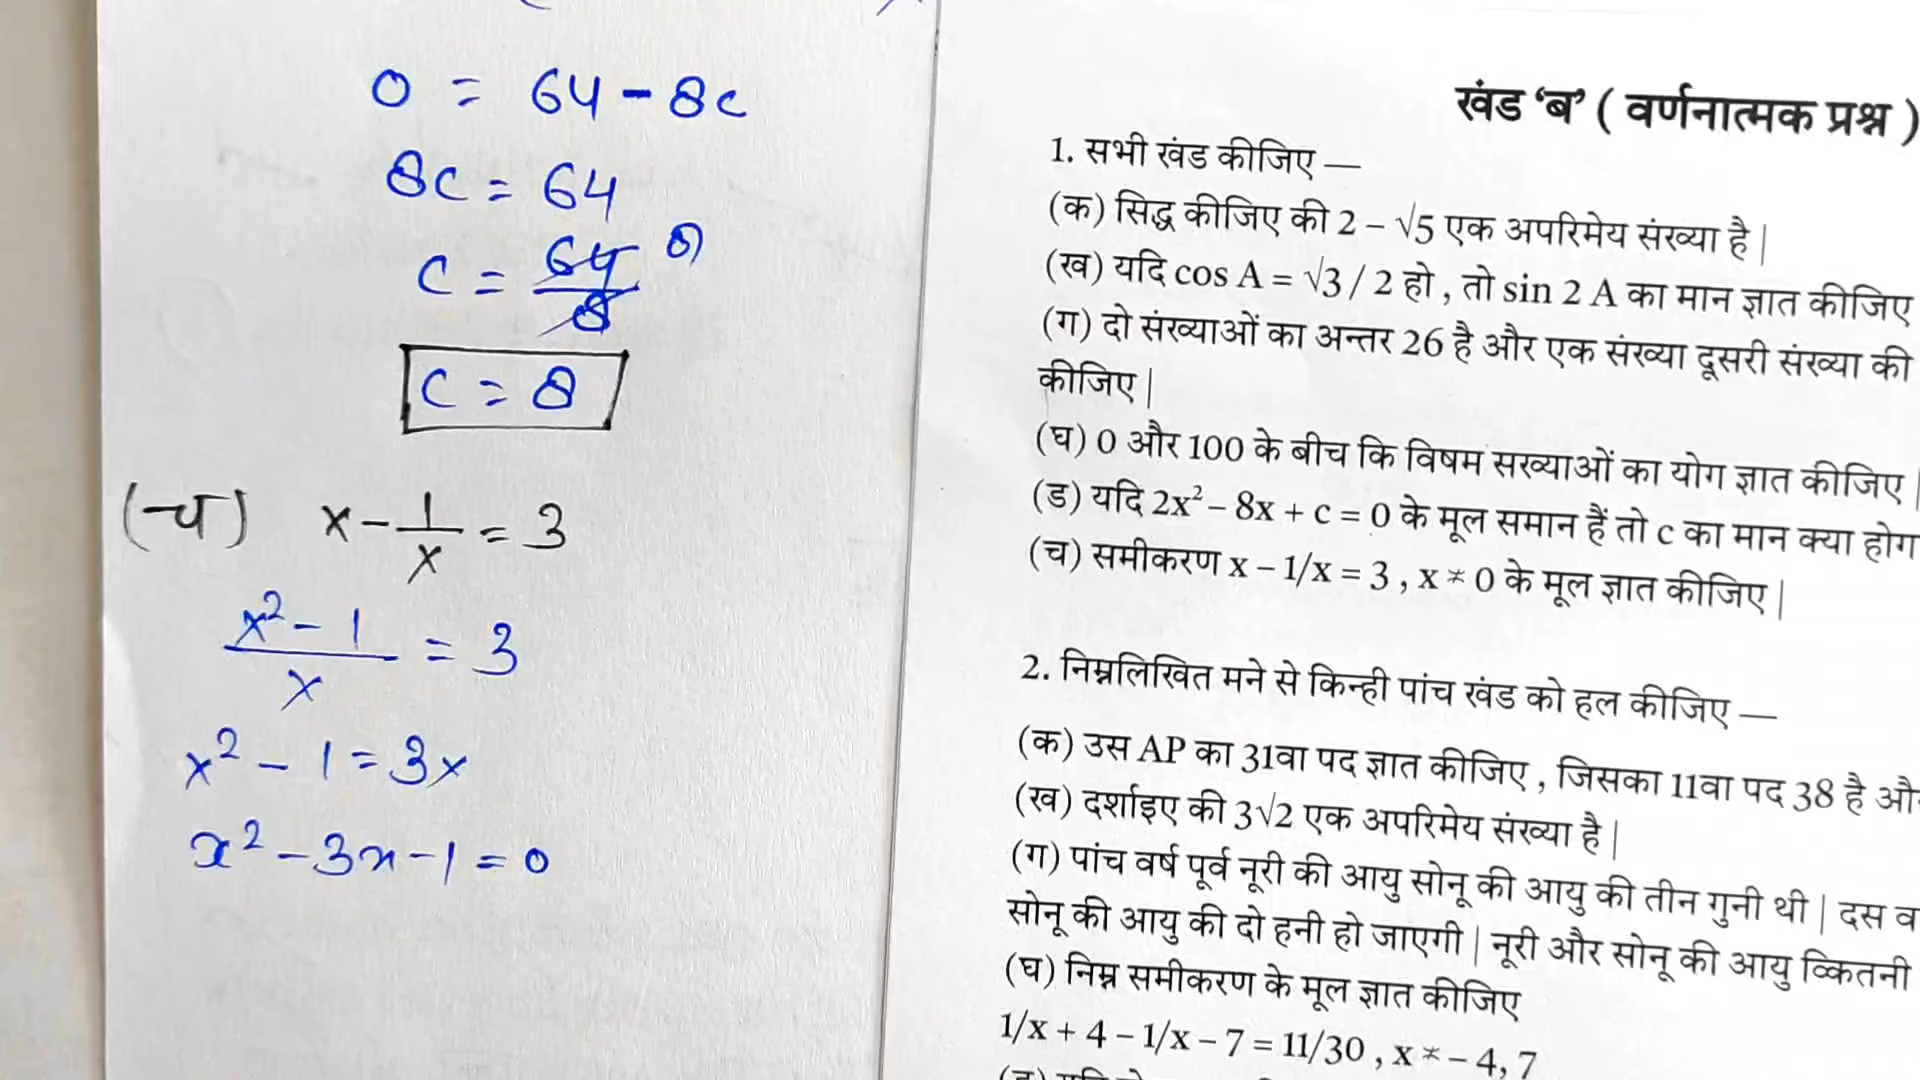 0 = 64 - 8c
8c = 64
c = 64/8 8
c = 8
(च) x - 1/x = 3
x² - 1 / x = 3
x² - 1 = 3x
x² - 3x - 1 = 0
खंड ‘ब’ ( वर्णनात्मक प्रश्न )
1. सभी खंड कीजिए —
(क) सिद्ध कीजिए की 2 – √5 एक अपरिमेय संख्या है |
(ख) यदि cos A = √3 / 2 हो , तो sin 2 A का मान ज्ञात कीजिए
(ग) दो संख्याओं का अन्तर 26 है और एक संख्या दूसरी संख्या की
कीजिए |
(घ) 0 और 100 के बीच कि विषम सख्याओं का योग ज्ञात कीजिए |
(ड) यदि 2x² – 8x + c = 0 के मूल समान हैं तो c का मान क्या होग
(च) समीकरण x – 1/x = 3 , x * 0 के मूल ज्ञात कीजिए |
2. निम्नलिखित मने से किन्ही पांच खंड को हल कीजिए —
(क) उस AP का 31वा पद ज्ञात कीजिए , जिसका 11वा पद 38 है औ
(ख) दर्शाइए की 3√2 एक अपरिमेय संख्या है |
(ग) पांच वर्ष पूर्व नूरी की आयु सोनू की आयु की तीन गुनी थी | दस व
सोनू की आयु की दो हनी हो जाएगी | नूरी और सोनू की आयु व्कितनी
(घ) निम्न समीकरण के मूल ज्ञात कीजिए
1/x + 4 – 1/x – 7 = 11/30 , x * – 4, 7